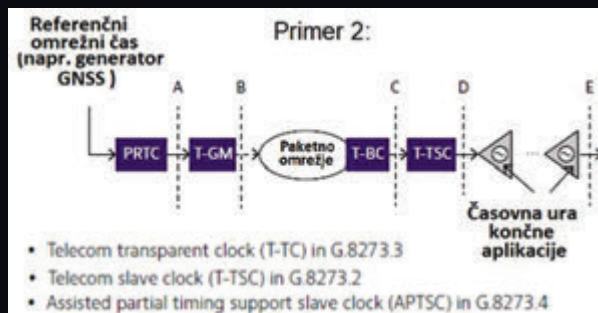 Referenčni
omrežni čas
(napr. generator
GNSS )
Primer 2:
A
B
C
D
E
PRTC
T-GM
Paketno
omrežje
T-BC
T-TSC
...
Časovna ura
končne
aplikacije
• Telecom transparent clock (T-TC) in G.8273.3
• Telecom slave clock (T-TSC) in G.8273.2
• Assisted partial timing support slave clock (APTSC) in G.8273.4